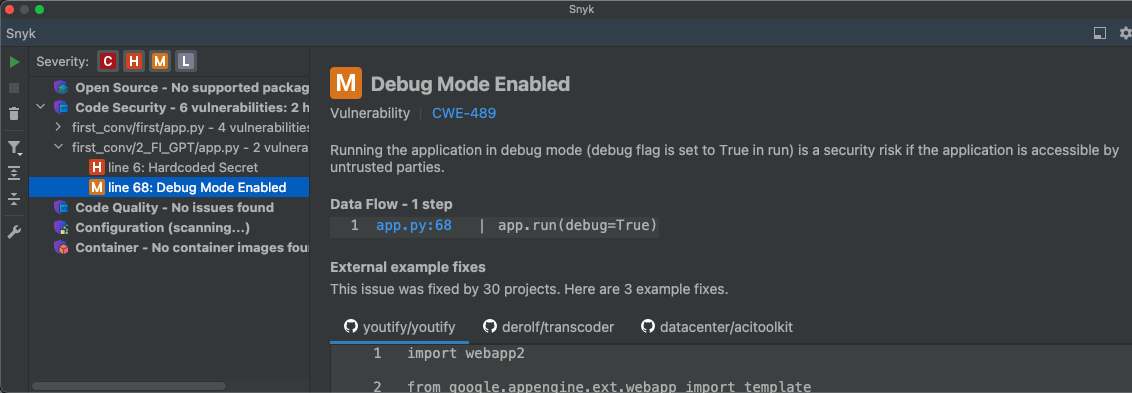 Snyk
Snyk
Severity: C H M L
Open Source - No supported packag
Code Security - 6 vulnerabilities: 2 h
first_conv/first/app.py - 4 vulnerabilities
first_conv/2_FI_GPT/app.py - 2 vulnera
H line 6: Hardcoded Secret
M line 68: Debug Mode Enabled
Code Quality - No issues found
Configuration (scanning...)
Container - No container images foun
M Debug Mode Enabled
Vulnerability | CWE-489
Running the application in debug mode (debug flag is set to True in run) is a security risk if the application is accessible by
untrusted parties.
Data Flow - 1 step
1 app.py:68 | app.run(debug=True)
External example fixes
This issue was fixed by 30 projects. Here are 3 example fixes.
youtify/youtify derolf/transcoder datacenter/acitoolkit
1 import webapp2
2 from google.appengine.ext.webapp import template